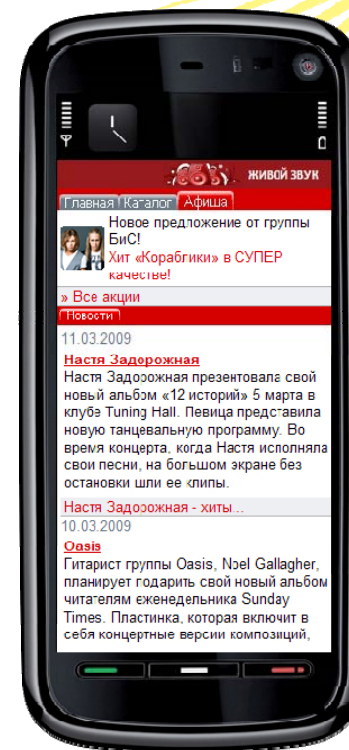 живой звук
Главная Каталог Афиша
Новое предложение от группы
БиС!
Хит «Кораблики» в СУПЕР
качестве!
» Все акции
Новости
11.03.2009
Настя Задорожная
Настя Задорожная презентовала свой
новый альбом «12 историй» 5 марта в
клубе Tuning Hall. Певица представила
новую танцевальную программу. Во
время концерта, когда Настя исполняла
свои песни, на большом экране без
остановки шли ее клипы.
Настя Задорожная - хиты...
10.03.2009
Oasis
Гитарист группы Oasis, Noel Gallagher,
планирует подарить свой новый альбом
читателям еженедельника Sunday
Times. Пластинка, которая включит в
себя концертные версии композиций,